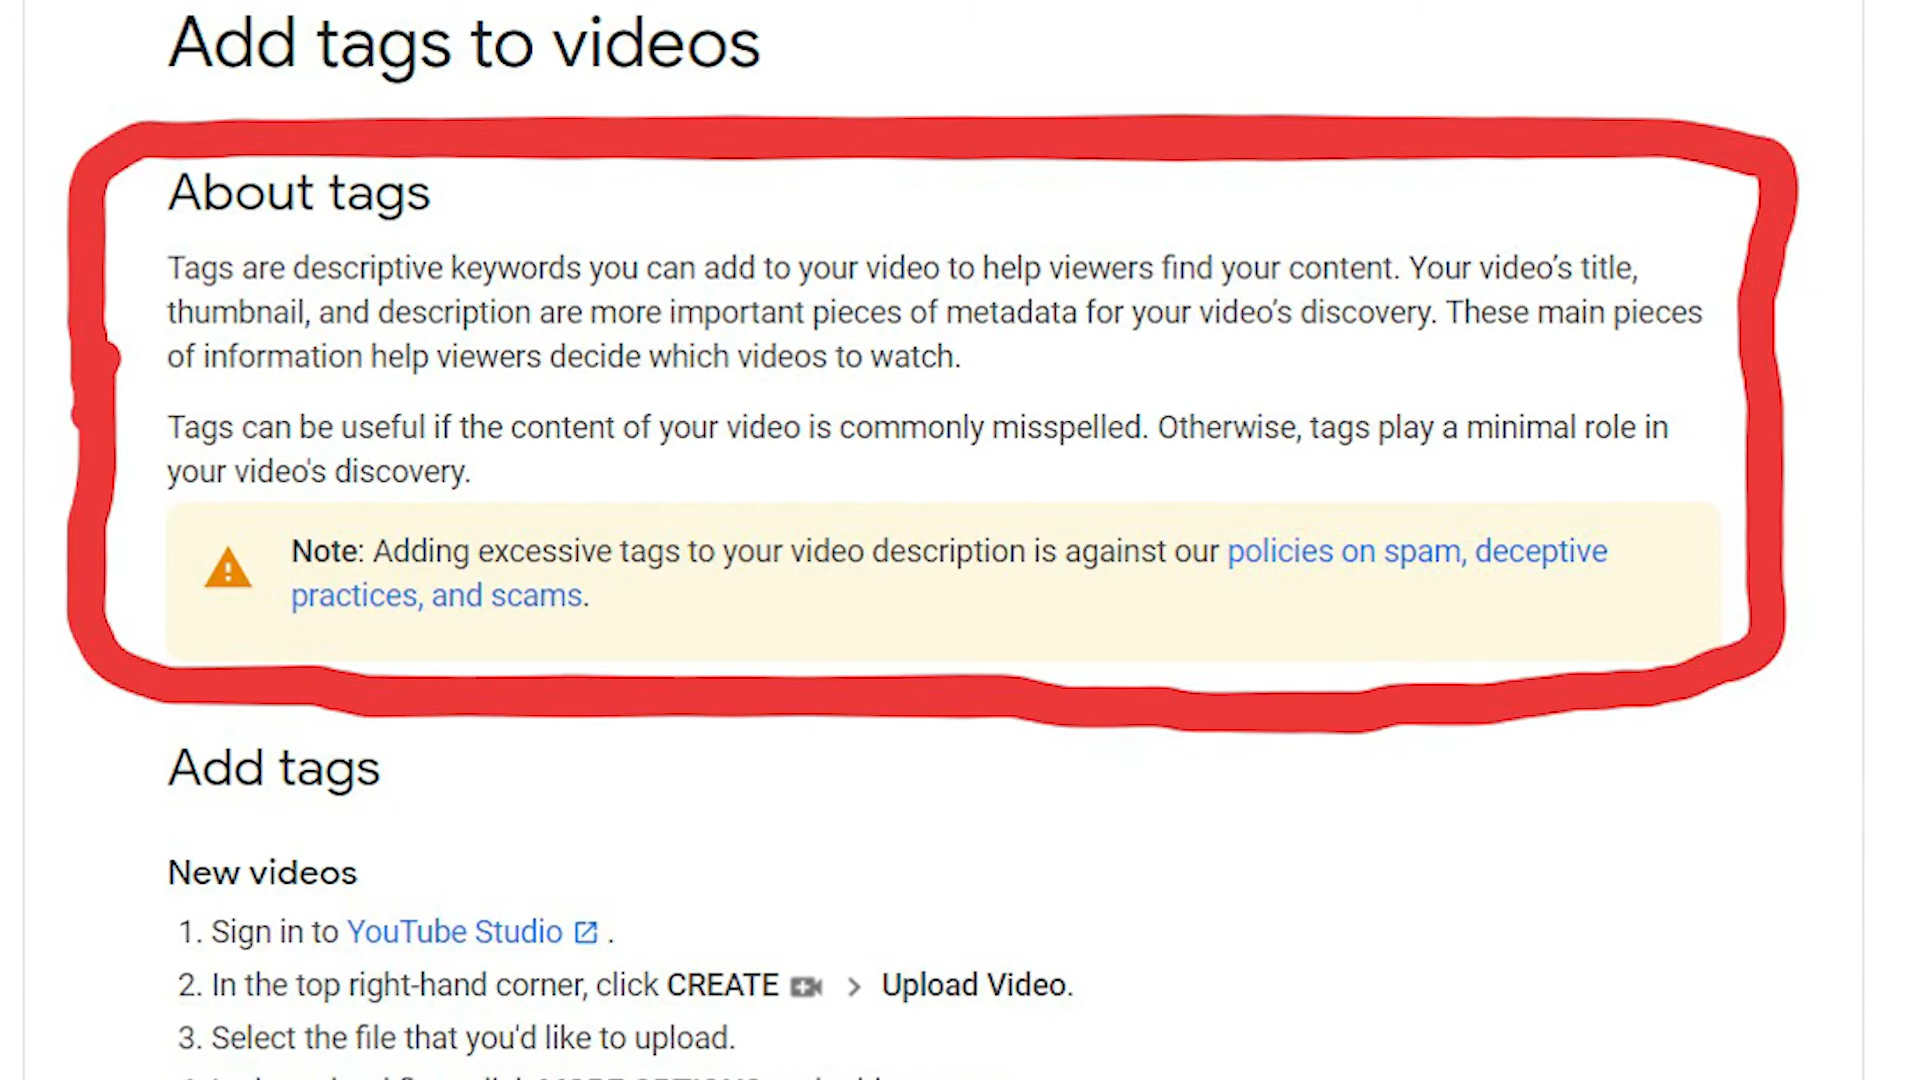 Add tags to videos
About tags
Tags are descriptive keywords you can add to your video to help viewers find your content. Your video’s title,
thumbnail, and description are more important pieces of metadata for your video’s discovery. These main pieces
of information help viewers decide which videos to watch.
Tags can be useful if the content of your video is commonly misspelled. Otherwise, tags play a minimal role in
your video's discovery.
Note: Adding excessive tags to your video description is against our policies on spam, deceptive
practices, and scams.
Add tags
New videos
1. Sign in to YouTube Studio .
2. In the top right-hand corner, click CREATE > Upload Video.
3. Select the file that you'd like to upload.